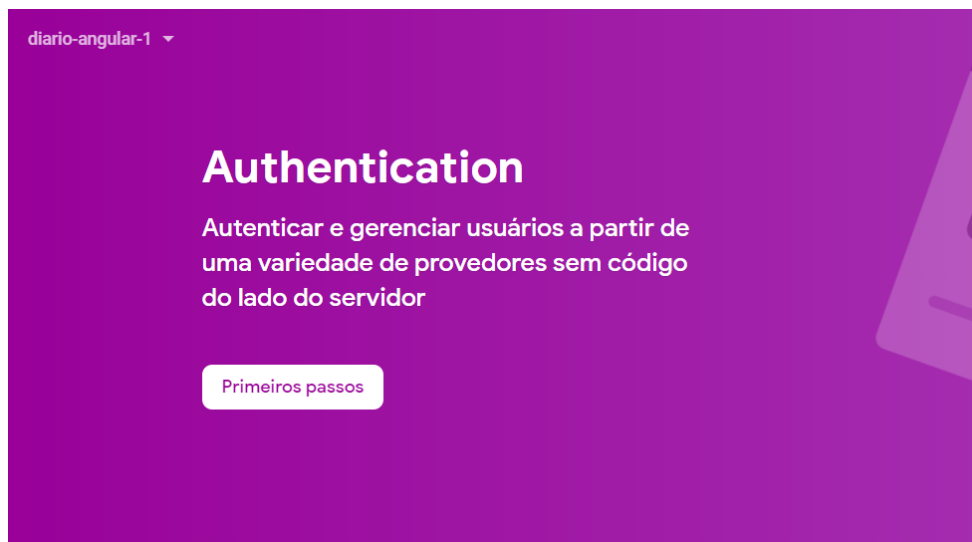 diario-angular-1
Authentication
Autenticar e gerenciar usuários a partir de
uma variedade de provedores sem código
do lado do servidor
Primeiros passos